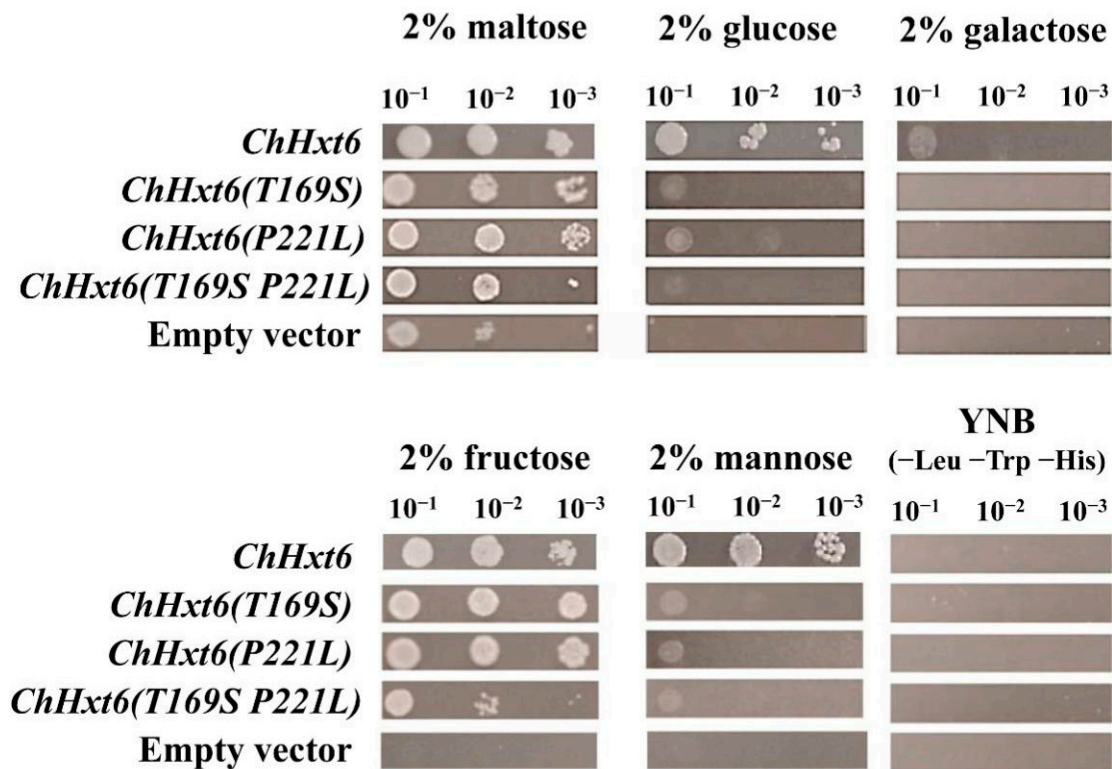 2% maltose 2% glucose 2% galactose
10⁻¹ 10⁻² 10⁻³ 10⁻¹ 10⁻² 10⁻³ 10⁻¹ 10⁻² 10⁻³
ChHxt6
ChHxt6(T169S)
ChHxt6(P221L)
ChHxt6(T169S P221L)
Empty vector
2% fructose 2% mannose YNB
(−Leu −Trp −His)
10⁻¹ 10⁻² 10⁻³ 10⁻¹ 10⁻² 10⁻³ 10⁻¹ 10⁻² 10⁻³
ChHxt6
ChHxt6(T169S)
ChHxt6(P221L)
ChHxt6(T169S P221L)
Empty vector